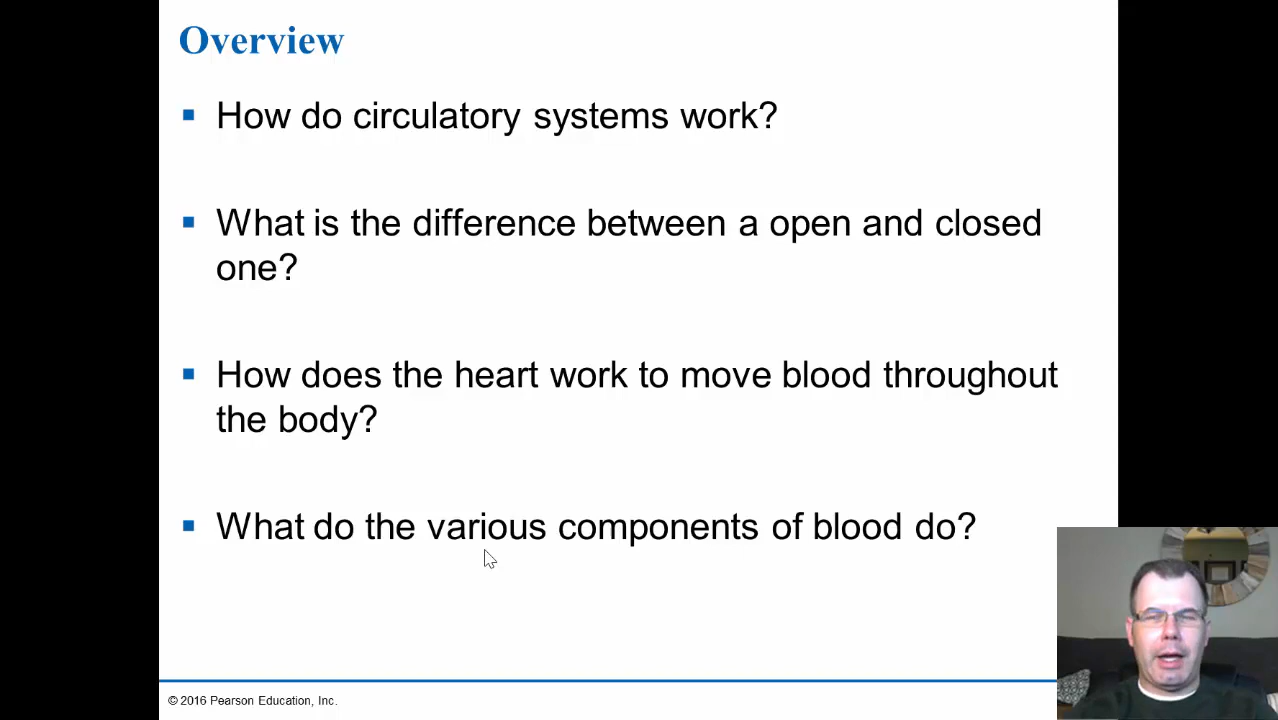 Overview
How do circulatory systems work?
What is the difference between a open and closed
one?
How does the heart work to move blood throughout
the body?
What do the various components of blood do?
© 2016 Pearson Education, Inc.